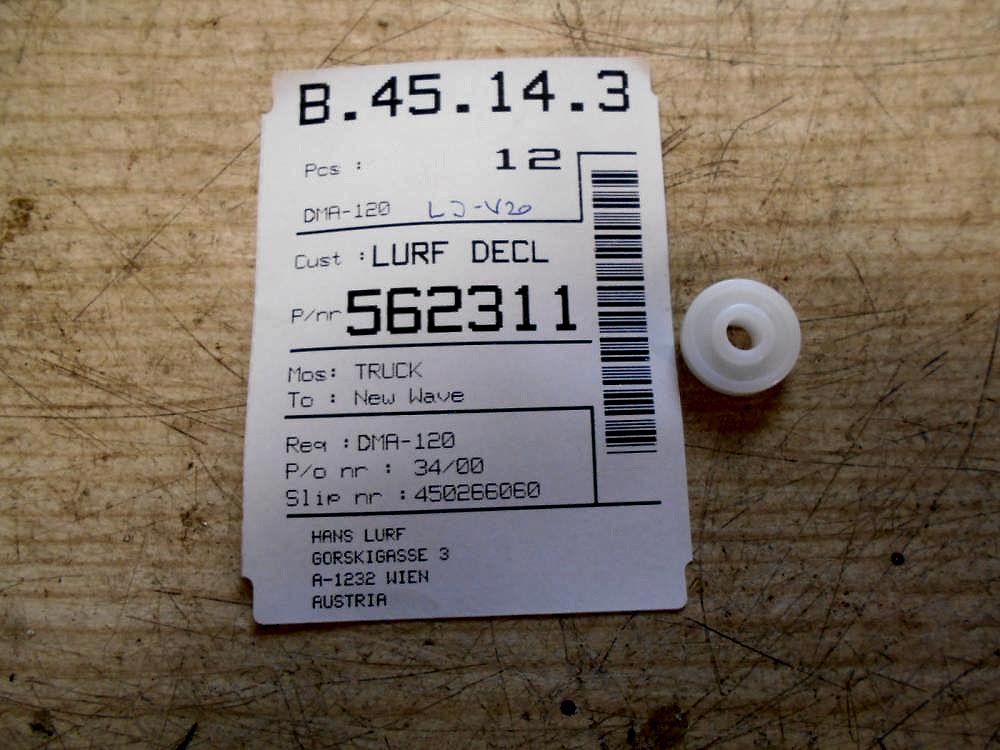 B.45.14.3
Pcs : 12
DMA-120 LJ-V20
Cust :LURF DECL
P/nr 562311
Mos: TRUCK
To : New Wave
Req :DMA-120
P/o nr : 34/00
Slip nr :450266060
HANS LURF
GORSKIGASSE 3
A-1232 WIEN
AUSTRIA